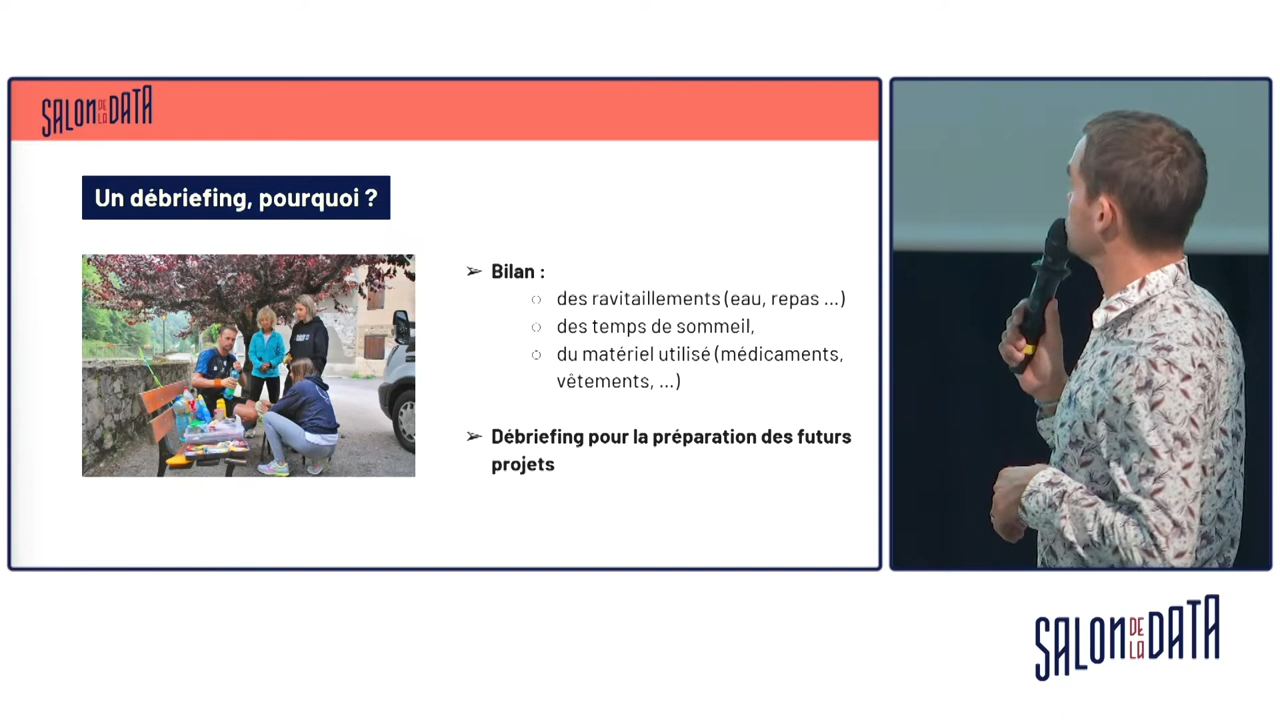 SALON DE LA DATA
Un débriefing, pourquoi ?
➢ Bilan :
○ des ravitaillements (eau, repas ...)
○ des temps de sommeil,
○ du matériel utilisé (médicaments,
vêtements, ...)
➢ Débriefing pour la préparation des futurs
projets
SALON DE LA DATA